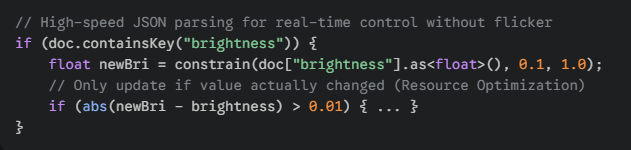 // High-speed JSON parsing for real-time control without flicker
if (doc.containsKey("brightness")) {
    float newBri = constrain(doc["brightness"].as<float>(), 0.1, 1.0);
    // Only update if value actually changed (Resource Optimization)
    if (abs(newBri - brightness) > 0.01) { ... }
}